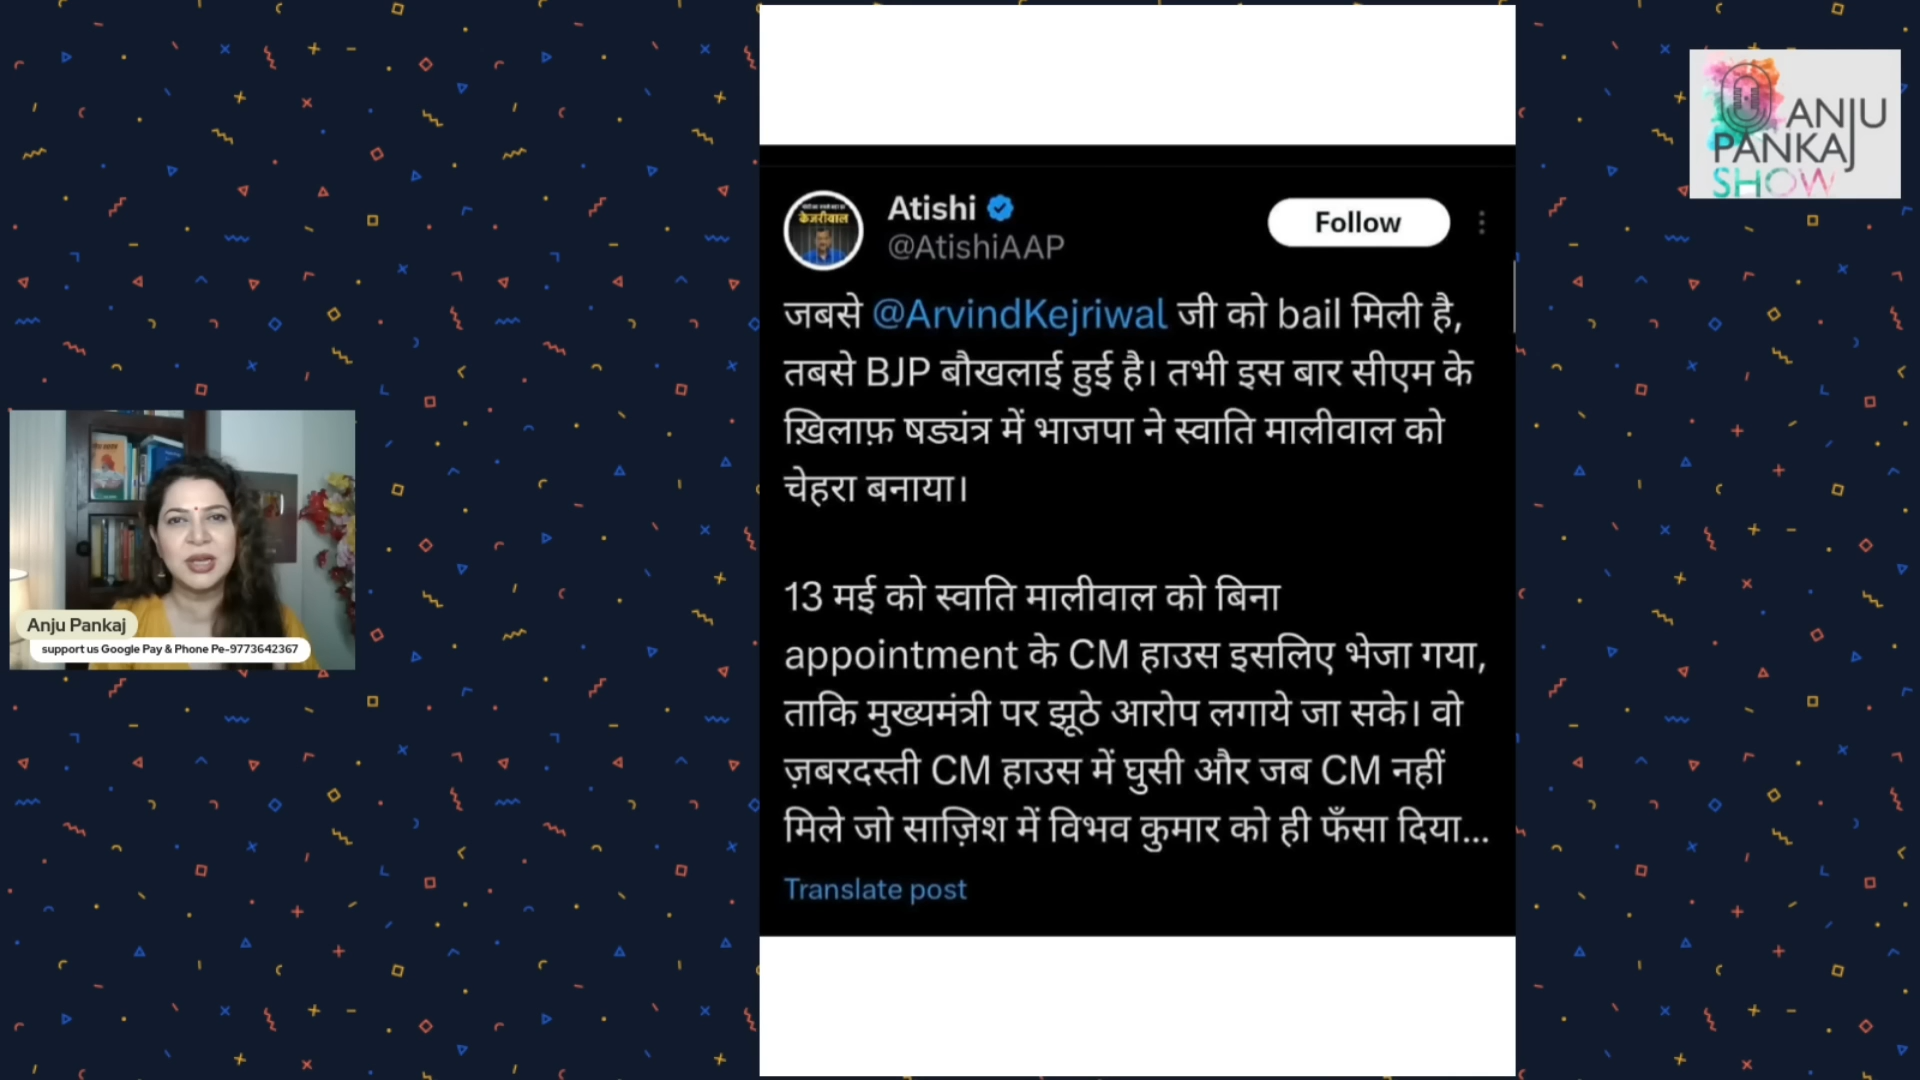 ANJU
PANKAJ
SHOW
Atishi
@AtishiAAP
Follow
जबसे @ArvindKejriwal जी को bail मिली है,
तबसे BJP बौखलाई हुई है। तभी इस बार सीएम के
ख़िलाफ़ षड्यंत्र में भाजपा ने स्वाति मालीवाल को
चेहरा बनाया।
13 मई को स्वाति मालीवाल को बिना
appointment के CM हाउस इसलिए भेजा गया,
ताकि मुख्यमंत्री पर झूठे आरोप लगाये जा सके। वो
ज़बरदस्ती CM हाउस में घुसी और जब CM नहीं
मिले जो साज़िश में विभव कुमार को ही फँसा दिया...
Translate post
केजरीवाल
Anju Pankaj
support us Google Pay & Phone Pe-9773642367